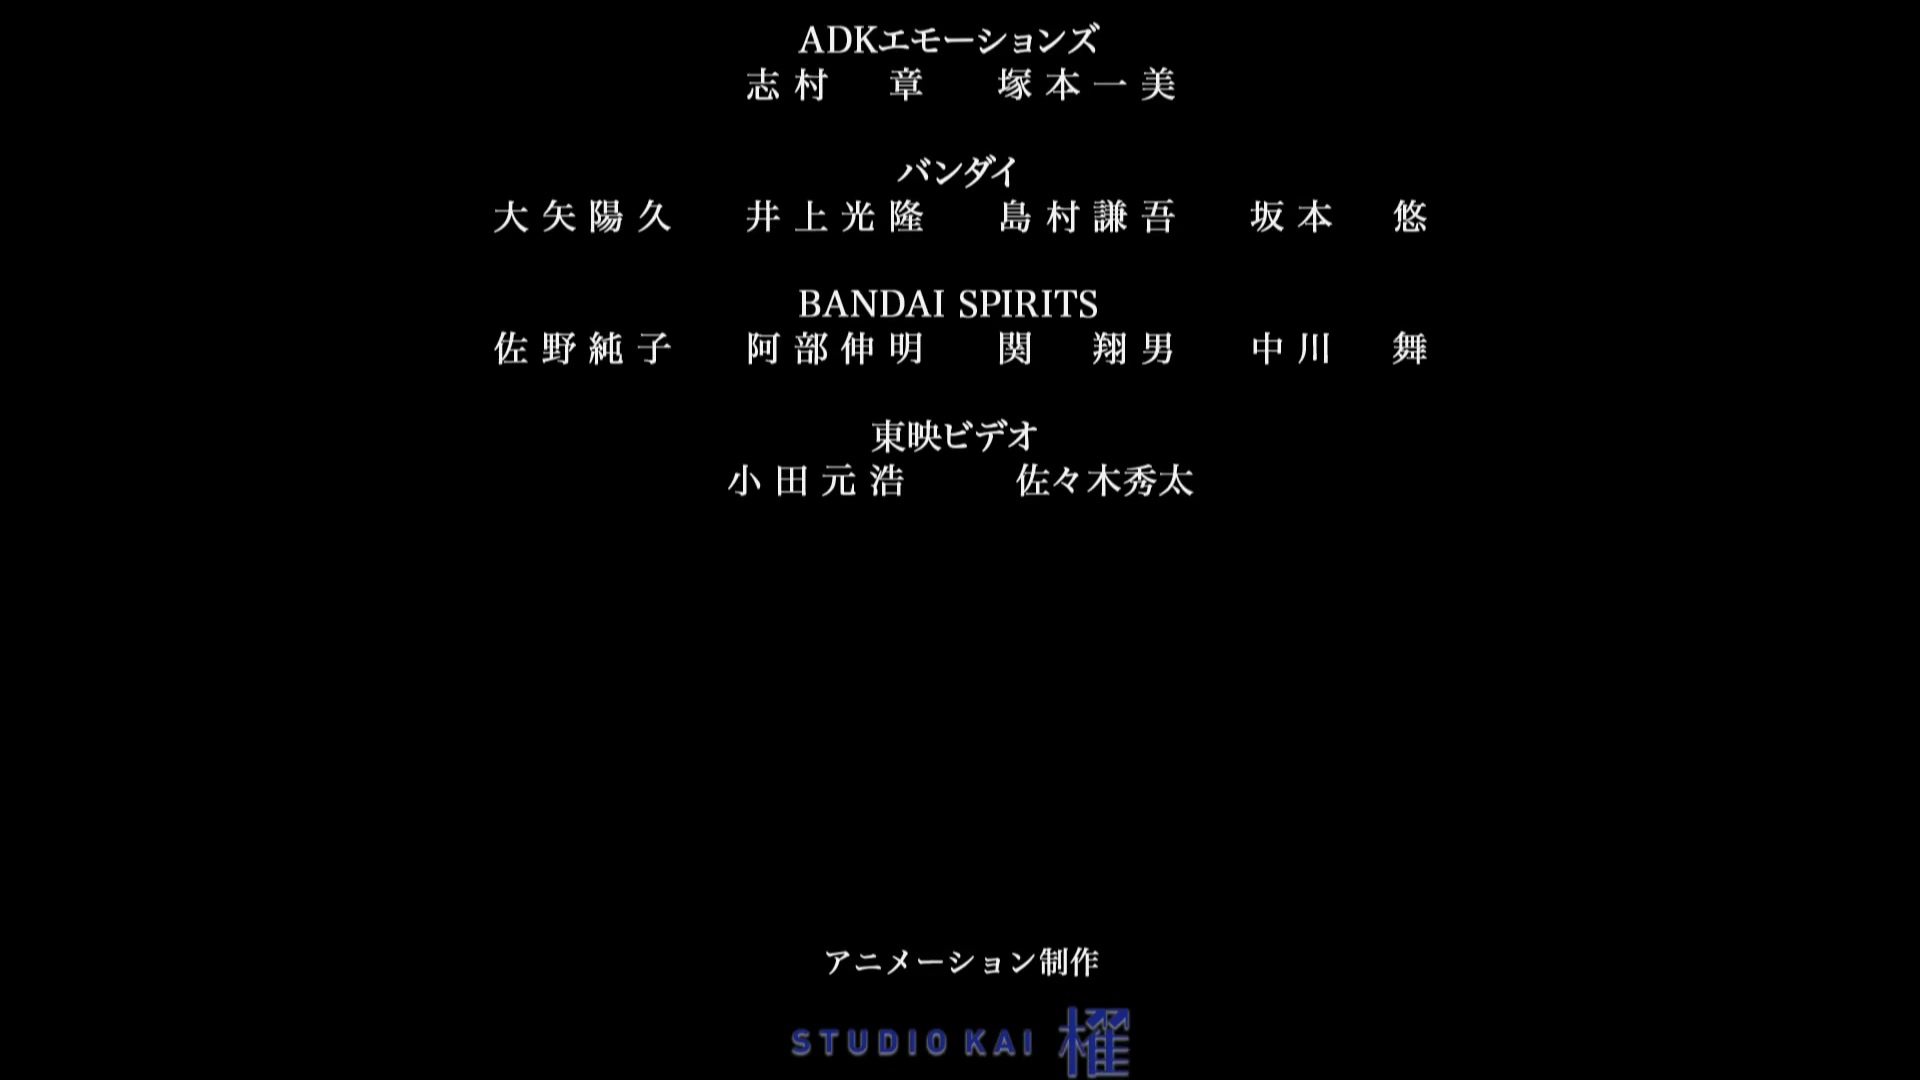 ADKエモーションズ
志村 章 塚本一美
バンダイ
大矢陽久 井上光隆 島村謙吾 坂本 悠
BANDAI SPIRITS
佐野純子 阿部伸明 関 翔男 中川 舞
東映ビデオ
小田元浩 佐々木秀太
アニメーション制作
STUDIO KAI 櫂